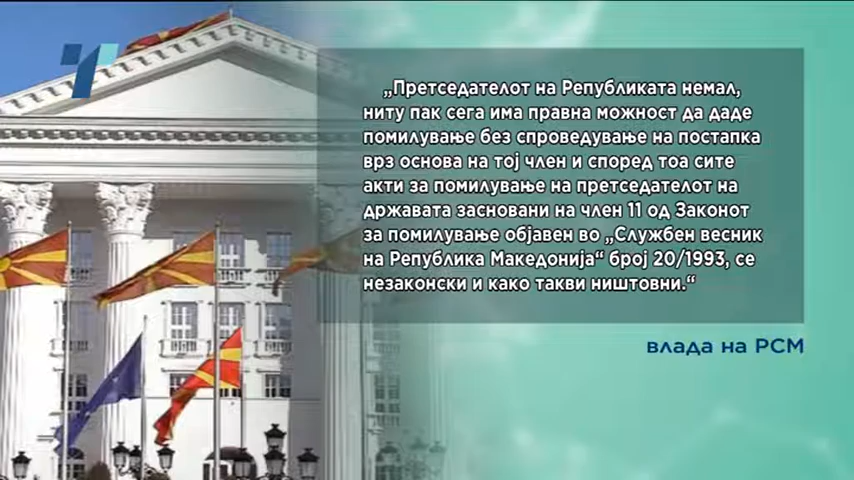 „Претседателот на Републиката немал,
ниту пак сега има правна можност да даде
помилување без спроведување на постапка
врз основа на тој член и според тоа сите
акти за помилување на претседателот на
државата засновани на член 11 од Законот
за помилување објавен во „Службен весник
на Република Македонија“ број 20/1993, се
незаконски и како такви ништовни.“
влада на РСМ